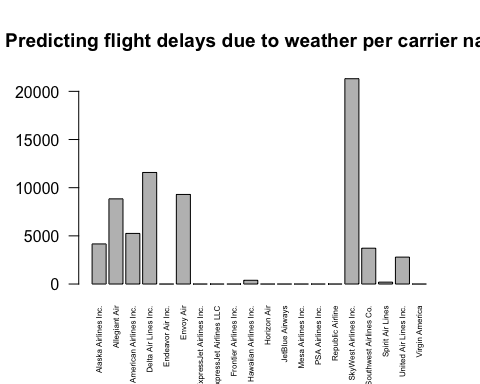 Predicting flight delays due to weather per carrier na
20000
15000
10000
5000
0
Alaska Airlines Inc.
Allegiant Air
American Airlines Inc.
Delta Air Lines Inc.
Endeavor Air Inc.
Envoy Air
xpressJet Airlines Inc.
xpressJet Airlines LLC
Frontier Airlines Inc.
Hawaiian Airlines Inc.
Horizon Air
JetBlue Airways
Mesa Airlines Inc.
PSA Airlines Inc.
Republic Airline
SkyWest Airlines Inc.
Southwest Airlines Co.
Spirit Air Lines
United Air Lines Inc.
Virgin America